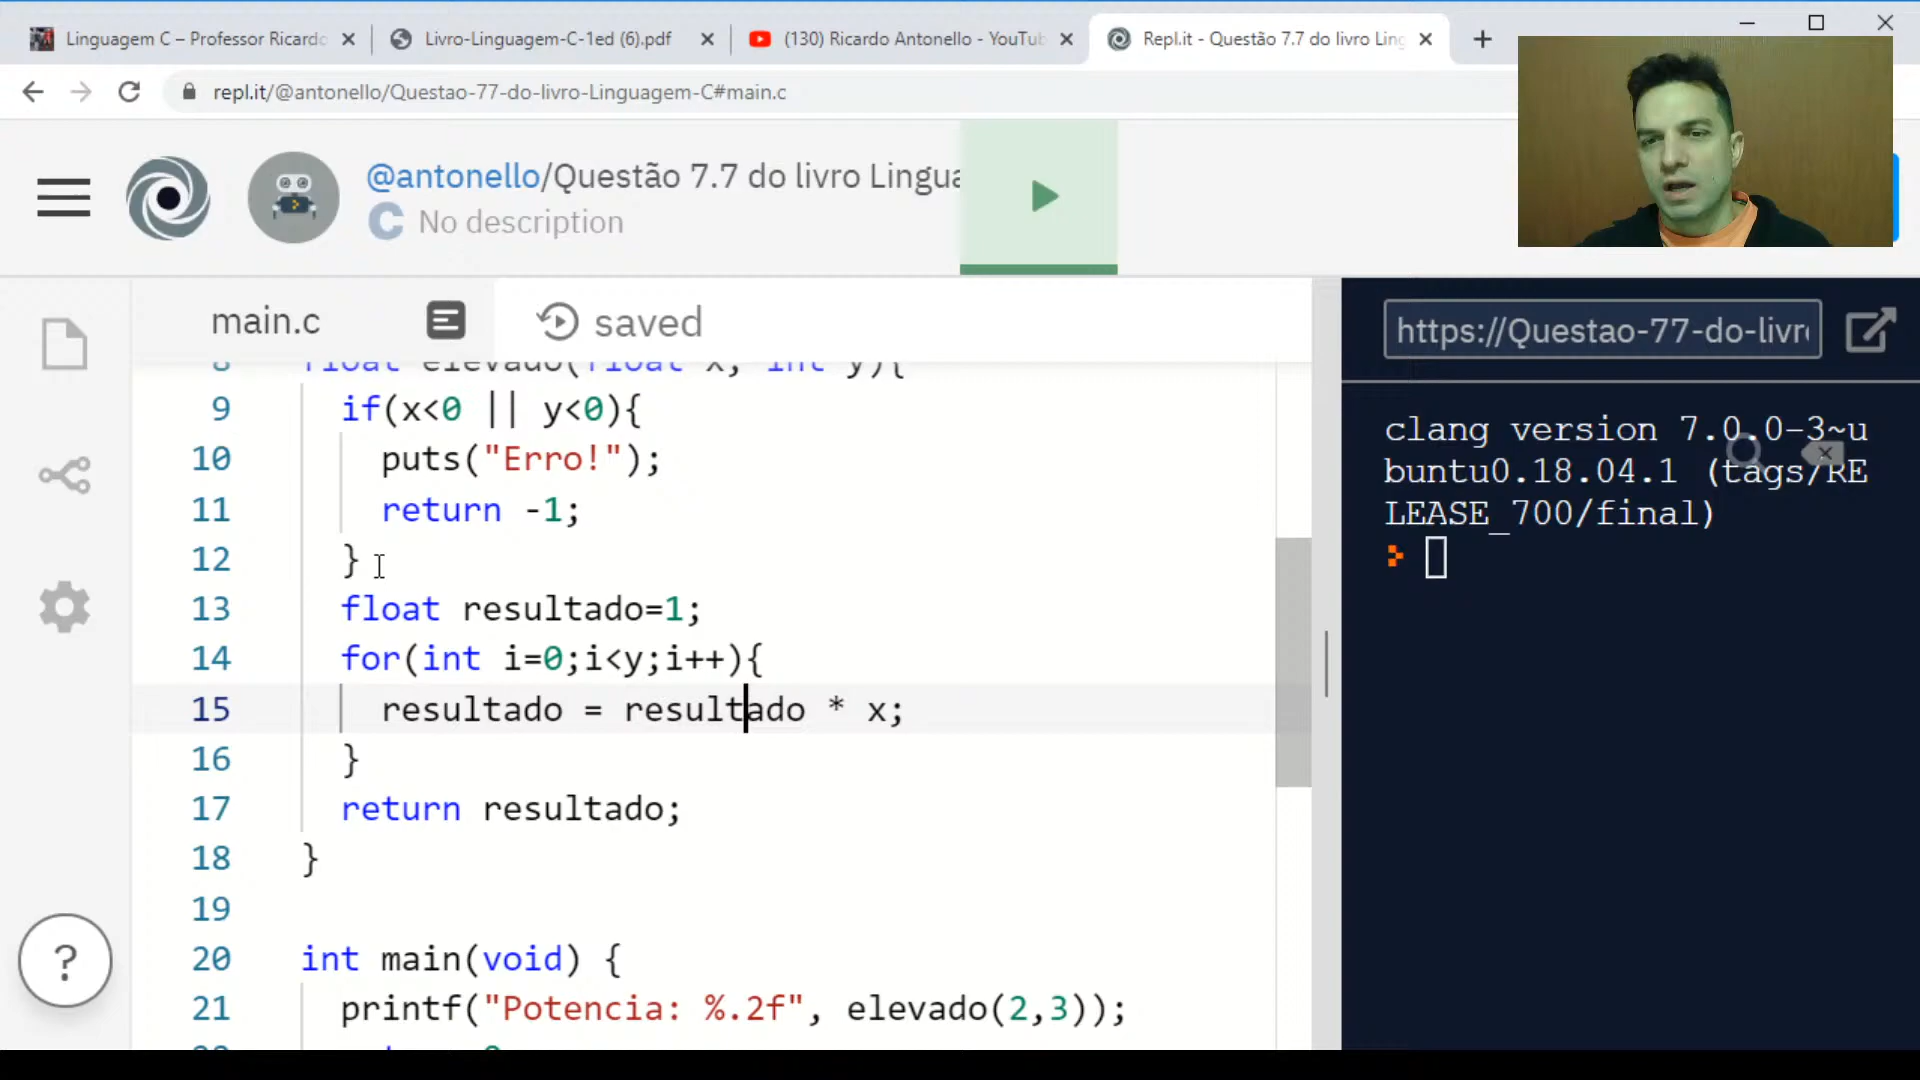 Linguagem C – Professor Ricardo
Livro-Linguagem-C-1ed (6).pdf
(130) Ricardo Antonello - YouTub
Repl.it - Questão 7.7 do livro Ling
repl.it/@antonello/Questao-77-do-livro-Linguagem-C#main.c
@antonello/Questão 7.7 do livro Lingua
C No description
main.c
saved
https://Questao-77-do-livr
8 float elevado(float x, int y){
9 if(x<0 || y<0){
10 puts("Erro!");
11 return -1;
12 }
13 float resultado=1;
14 for(int i=0;i<y;i++){
15 resultado = resultado * x;
16 }
17 return resultado;
18 }
19
20 int main(void) {
21 printf("Potencia: %.2f", elevado(2,3));
clang version 7.0.0-3~u
buntu0.18.04.1 (tags/RE
LEASE_700/final)
?